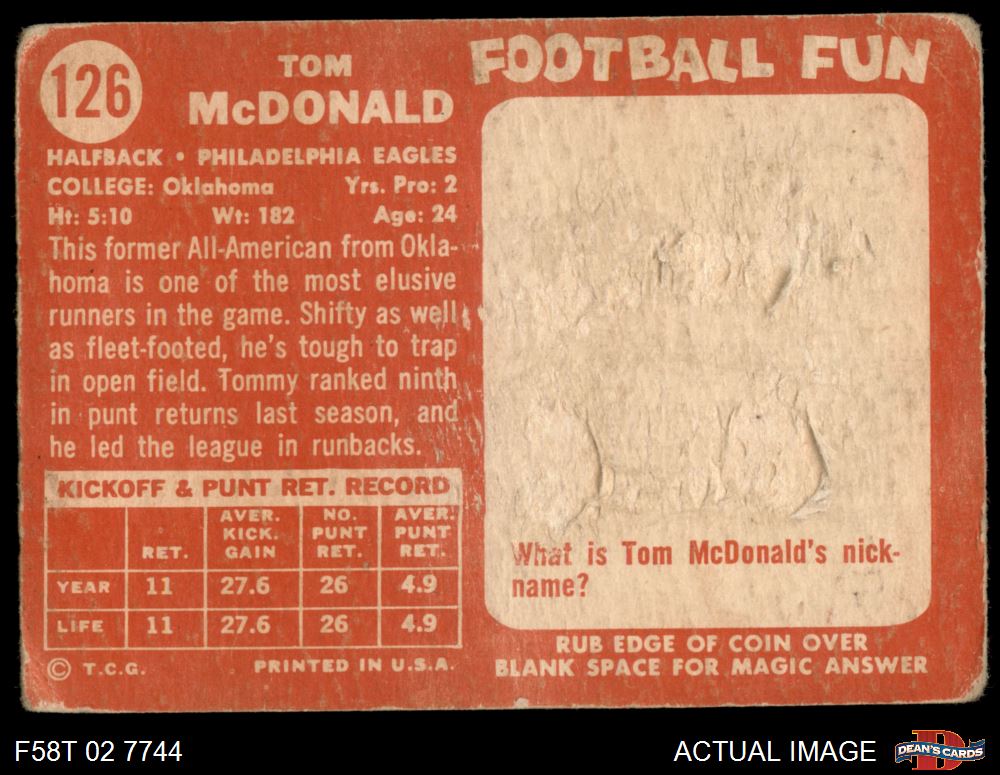 126
TOM
McDONALD
HALFBACK • PHILADELPHIA EAGLES
COLLEGE: Oklahoma Yrs. Pro: 2
Ht: 5:10 Wt: 182 Age: 24
This former All-American from Okla-
homa is one of the most elusive
runners in the game. Shifty as well
as fleet-footed, he's tough to trap
in open field. Tommy ranked ninth
in punt returns last season, and
he led the league in runbacks.
KICKOFF & PUNT RET. RECORD
RET. AVER. KICK. GAIN NO. PUNT RET. AVER. PUNT RET.
YEAR 11 27.6 26 4.9
LIFE 11 27.6 26 4.9
© T.C.G. PRINTED IN U.S.A.
FOOTBALL FUN
What is Tom McDonald's nick-
name?
RUB EDGE OF COIN OVER
BLANK SPACE FOR MAGIC ANSWER
F58T 02 7744
ACTUAL IMAGE
D
DEAN'S CARDS